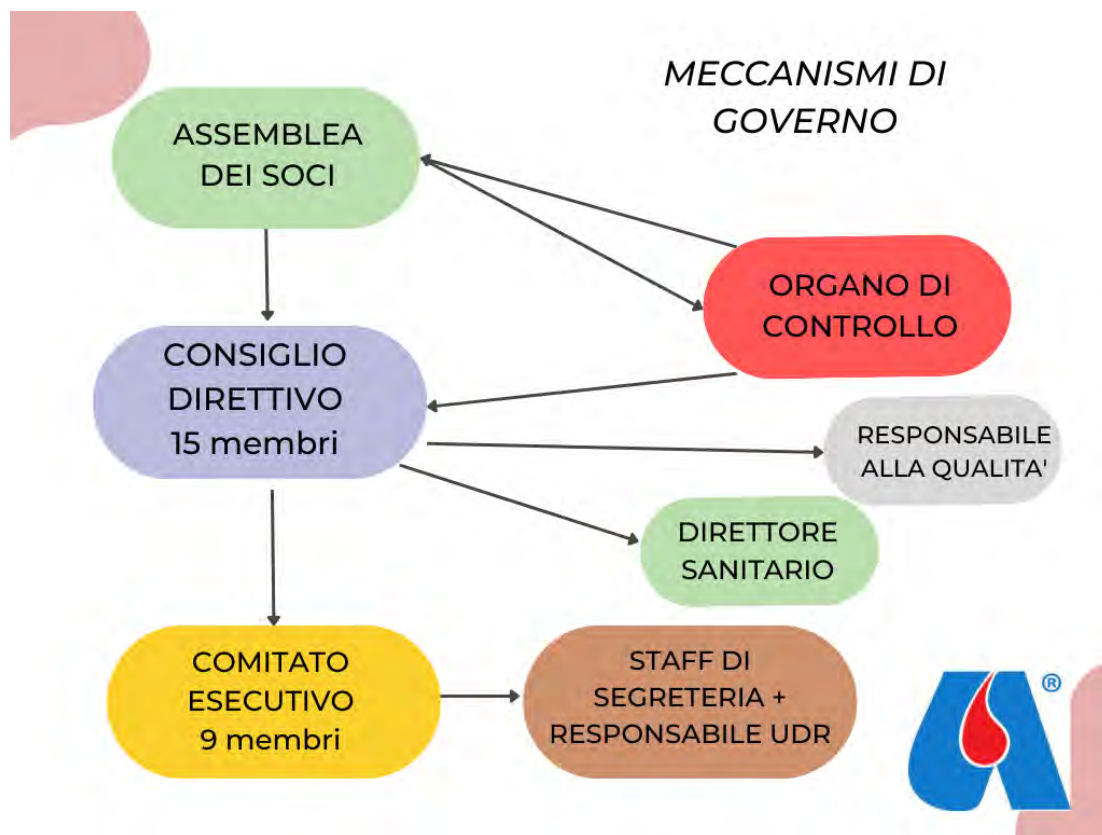 MECCANISMI DI
GOVERNO
ASSEMBLEA
DEI SOCI
ORGANO DI
CONTROLLO
CONSIGLIO
DIRETTIVO
15 membri
RESPONSABILE
ALLA QUALITA'
DIRETTORE
SANITARIO
COMITATO
ESECUTIVO
9 membri
STAFF DI
SEGRETERIA +
RESPONSABILE UDR
®